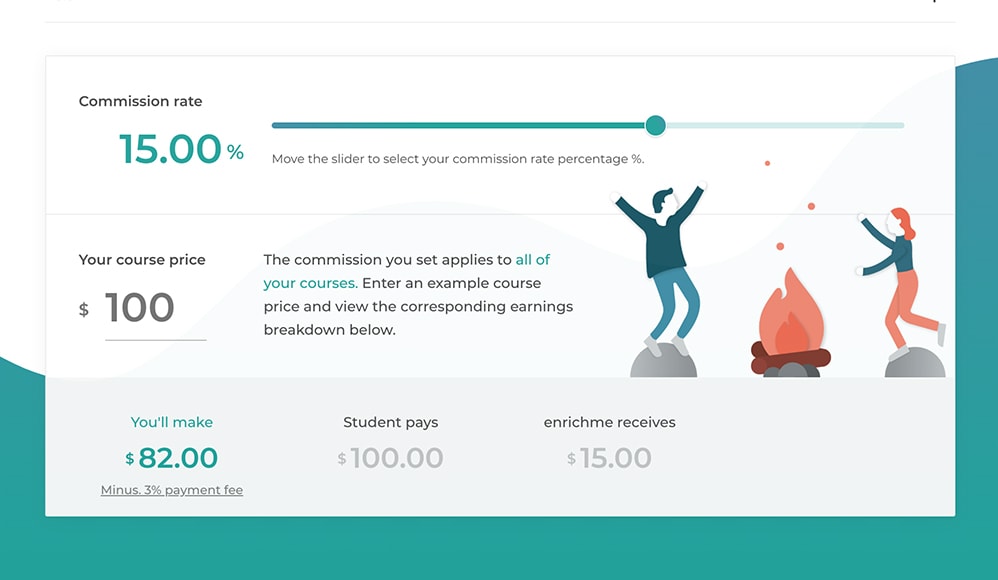 Commission rate
15.00 %
Move the slider to select your commission rate percentage %.
Your course price
$ 100
The commission you set applies to all of
your courses. Enter an example course
price and view the corresponding earnings
breakdown below.
You'll make
$ 82.00
Minus. 3% payment fee
Student pays
$ 100.00
enrichme receives
$ 15.00